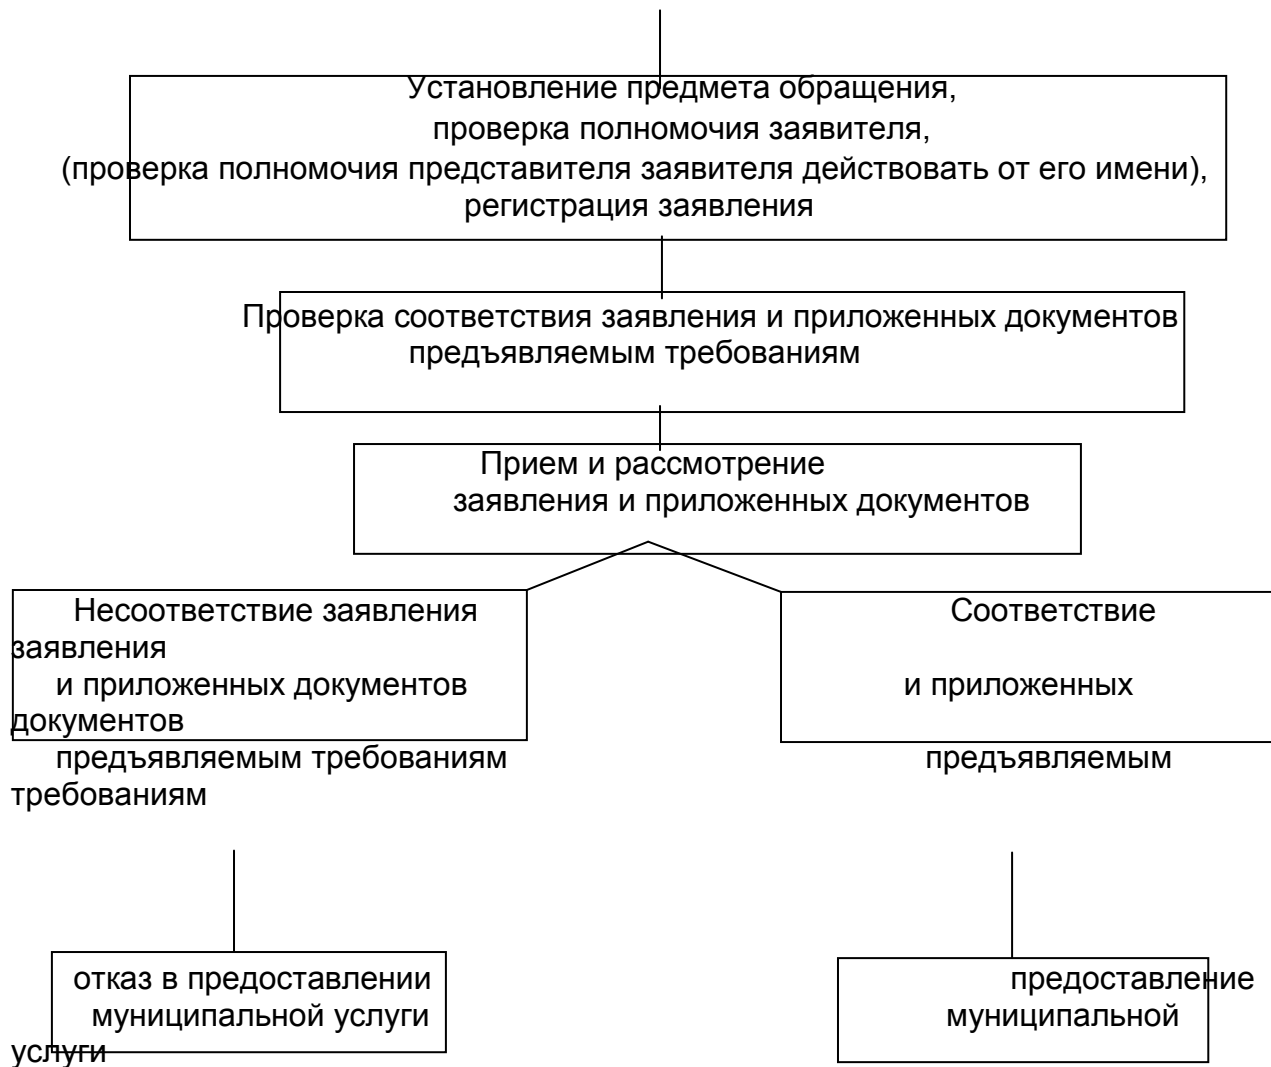 Установление предмета обращения,
проверка полномочия заявителя,
(проверка полномочия представителя заявителя действовать от его имени),
регистрация заявления
Проверка соответствия заявления и приложенных документов
предъявляемым требованиям
Прием и рассмотрение
заявления и приложенных документов
Несоответствие заявления Соответствие
заявления
и приложенных документов и приложенных
документов
предъявляемым требованиям предъявляемым
требованиям
отказ в предоставлении предоставление
муниципальной услуги муниципальной
услуги